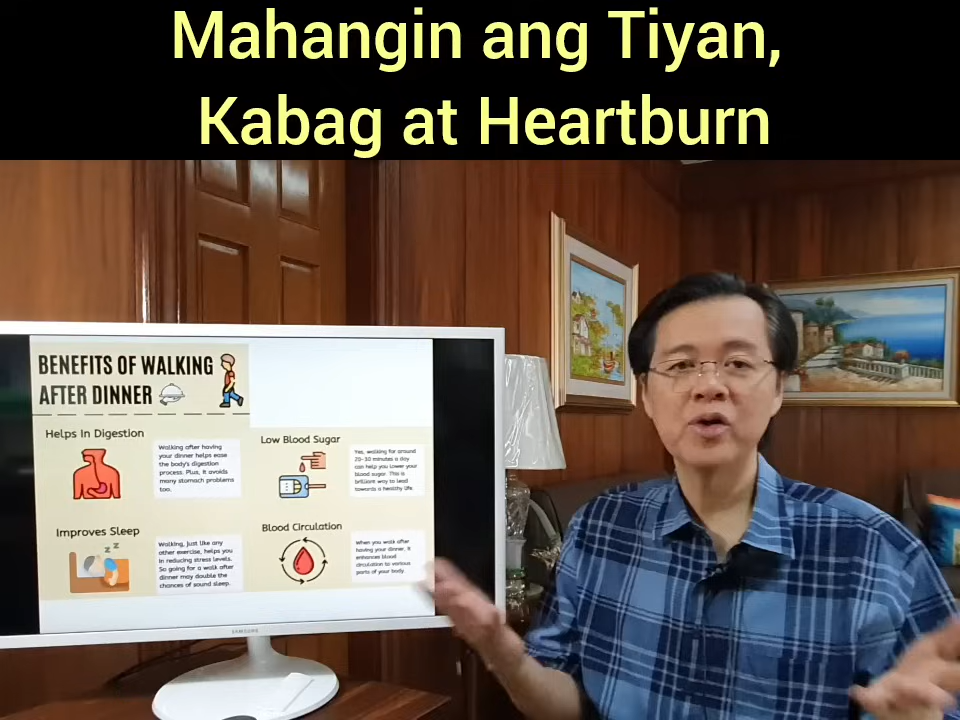 Mahangin ang Tiyan,
Kabag at Heartburn
BENEFITS OF WALKING
AFTER DINNER
Helps In Digestion
Walking after having
your dinner helps ease
the body's digestion
process. Plus, it avoids
many stomach problems
too.
Low Blood Sugar
Yes, walking for around
20-30 minutes a day
can help you lower your
blood sugar. This is
brilliant way to lead
towards a healthy life.
Improves Sleep
z z z
Walking, just like any
other exercise, helps you
in reducing stress levels.
So going for a walk after
dinner may double the
chances of sound sleep.
Blood Circulation
When you walk after
having your dinner, it
enhances blood
circulation to various
parts of your body.
SAMSUNG